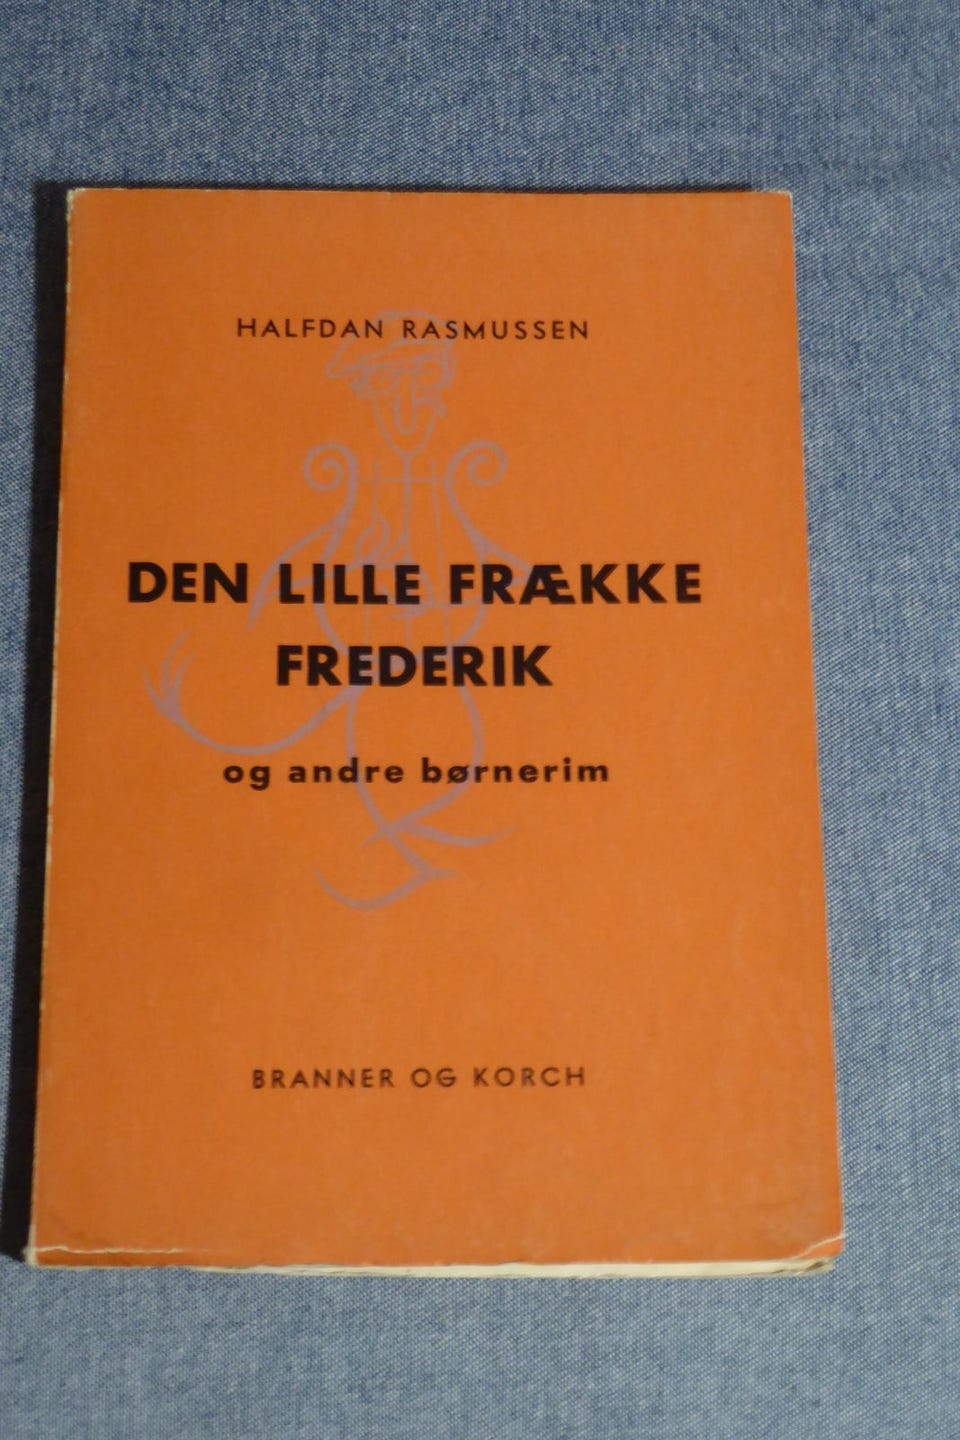 HALFDAN RASMUSSEN
DEN LILLE FRÆKKE
FREDERIK
og andre børnerim
BRANNER OG KORCH